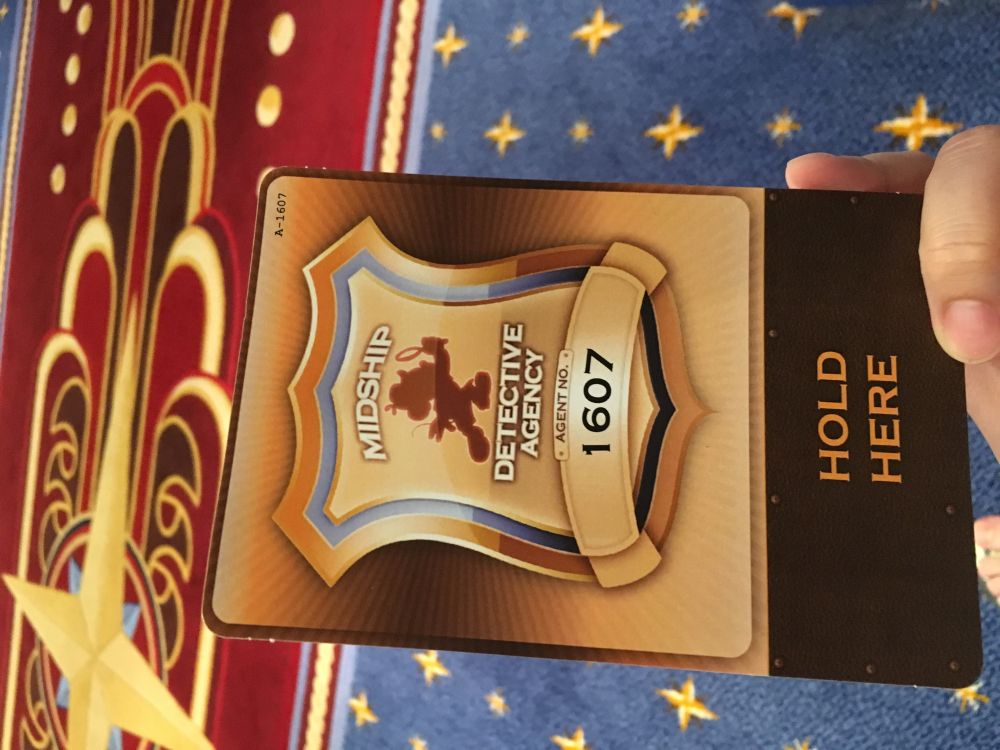 A-1607
MIDSHIP
DETECTIVE
AGENCY
AGENT NO.
1607
HOLD
HERE